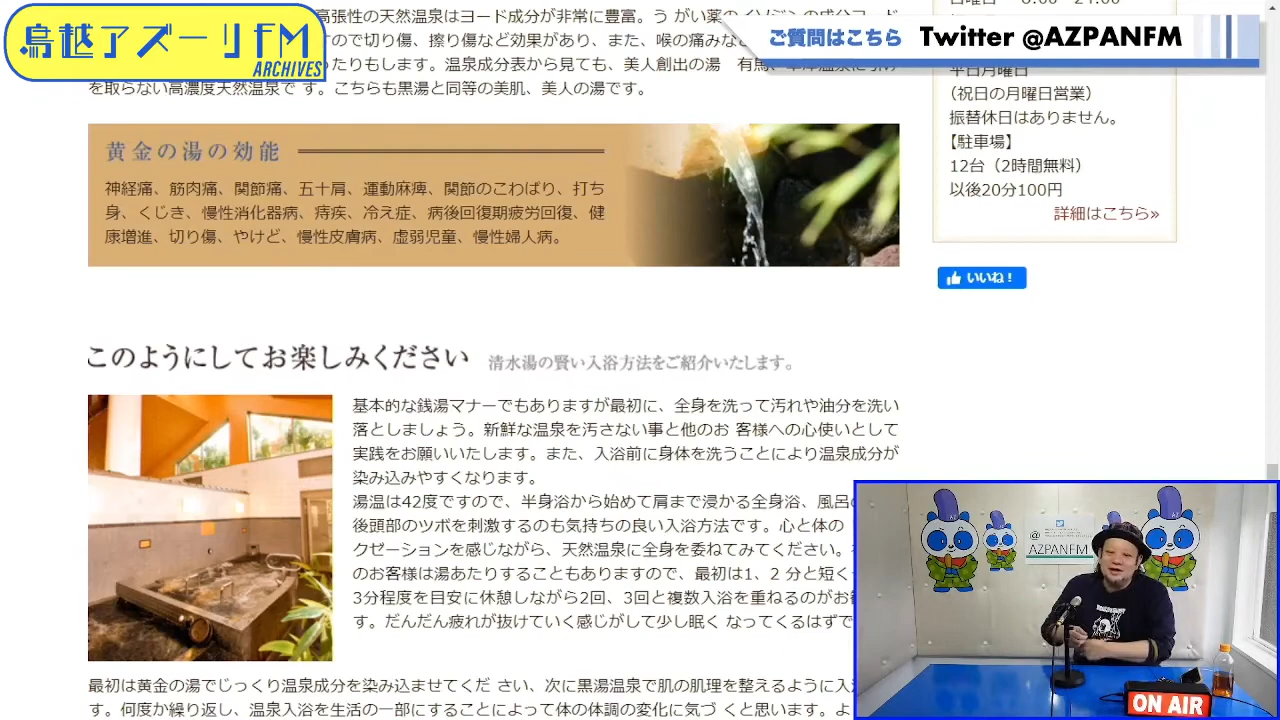 鳥越アズーリFM
ARCHIVES
ご質問はこちら Twitter @AZPANFM
高張性の天然温泉はヨード成分が非常に豊富。う がい薬の
ので切り傷、擦り傷など効果があり、また、喉の痛みな
ったりもします。温泉成分表から見ても、美人創出の湯 有馬、草津温泉に引け
を取らない高濃度天然温泉で す。こちらも黒湯と同等の美肌、美人の湯です。
黄金の湯の効能
神経痛、筋肉痛、関節痛、五十肩、運動麻痺、関節のこわばり、打ち
身、くじき、慢性消化器病、痔疾、冷え症、病後回復期疲労回復、健
康増進、切り傷、やけど、慢性皮膚病、虚弱児童、慢性婦人病。
平日月曜日
（祝日の月曜日営業）
振替休日はありません。
【駐車場】
12台（2時間無料）
以後20分100円
詳細はこちら»
いいね！
このようにしてお楽しみください 清水湯の賢い入浴方法をご紹介いたします。
基本的な銭湯マナーでもありますが最初に、全身を洗って汚れや油分を洗い
落としましょう。新鮮な温泉を汚さない事と他のお 客様への心使いとして
実践をお願いいたします。また、入浴前に身体を洗うことにより温泉成分が
染み込みやすくなります。
湯温は42度ですので、半身浴から始めて肩まで浸かる全身浴、風呂
後頭部のツボを刺激するのも気持ちの良い入浴方法です。心と体の
クゼーションを感じながら、天然温泉に全身を委ねてみてください。
のお客様は湯あたりすることもありますので、最初は1、2 分と短く
3分程度を目安に休憩しながら2回、3回と複数入浴を重ねるのがお
す。だんだん疲れが抜けていく感じがして少し眠く なってくるはずで
最初は黄金の湯でじっくり温泉成分を染み込ませてくだ さい、次に黒湯温泉で肌の肌理を整えるように入
す。何度か繰り返し、温泉入浴を生活の一部にすることによって体の体調の変化に気づ くと思います。よ
@
AZPANFM
ON AIR